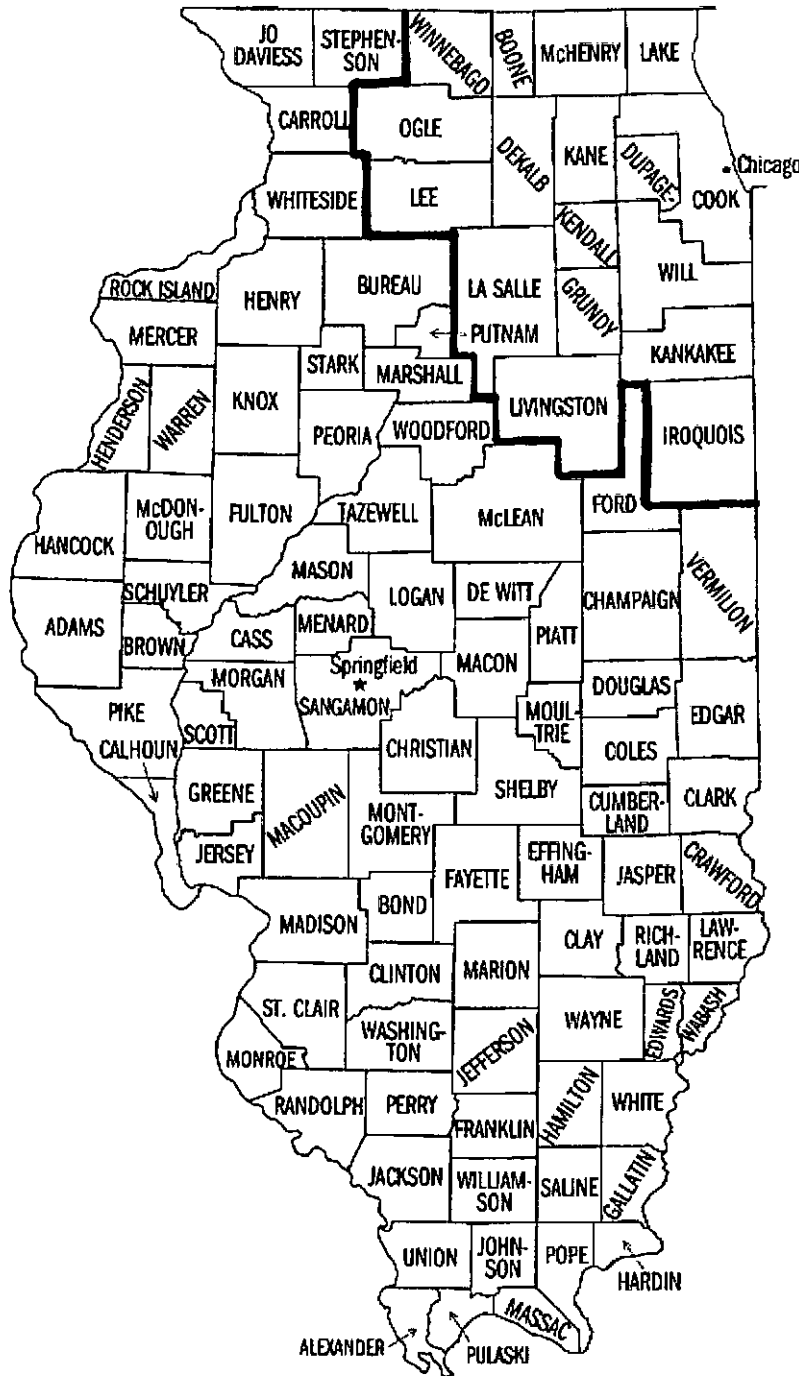 JO
DAVIESS
STEPHEN-
SON
WINNEBAGO
BOONE
McHENRY
LAKE
CARROLL
OGLE
DEKALB
KANE
DUPAGE
Chicago
COOK
WHITESIDE
LEE
KENDALL
WILL
ROCK ISLAND
HENRY
BUREAU
LA SALLE
GRUNDY
MERCER
PUTNAM
KANKAKEE
STARK
MARSHALL
HENDERSON
WARREN
KNOX
PEORIA
WOODFORD
LIVINGSTON
IROQUOIS
HANCOCK
McDON-
OUGH
FULTON
TAZEWELL
McLEAN
FORD
SCHUYLER
MASON
LOGAN
DE WITT
CHAMPAIGN
VERMILION
ADAMS
BROWN
CASS
MENARD
PIATT
MACON
Springfield
MORGAN
SANGAMON
DOUGLAS
EDGAR
PIKE
SCOTT
CHRISTIAN
MOUL-
TRIE
COLES
CALHOUN
GREENE
MACOUPIN
MONT-
GOMERY
SHELBY
CUMBER-
LAND
CLARK
JERSEY
FAYETTE
EFFING-
HAM
JASPER
CRAWFORD
MADISON
BOND
CLAY
RICH-
LAND
LAW-
RENCE
CLINTON
MARION
ST. CLAIR
WASHING-
TON
JEFFERSON
WAYNE
EDWARDS
WABASH
MONROE
RANDOLPH
PERRY
FRANKLIN
HAMILTON
WHITE
JACKSON
WILLIAM-
SON
SALINE
GALLATIN
UNION
JOHN-
SON
POPE
HARDIN
ALEXANDER
PULASKI
MASSAC